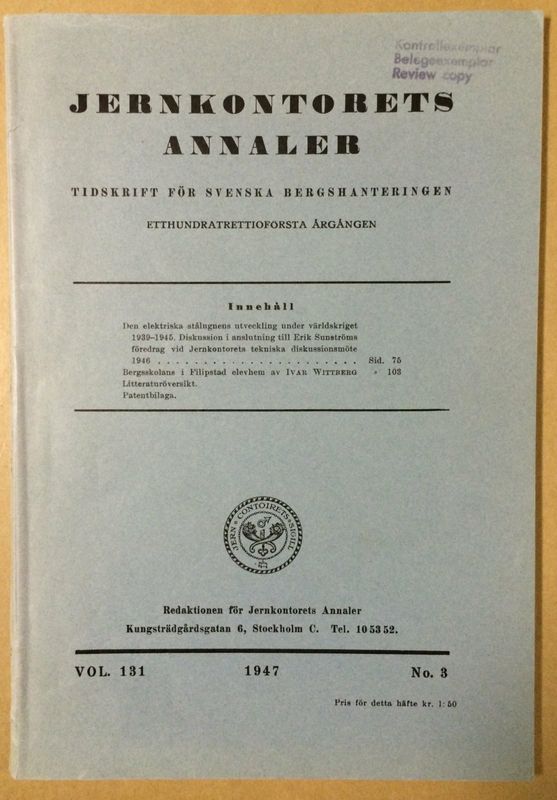 Kontrollexemplar
Belegexemplar
Review copy
JERNKONTORETS
ANNALER
TIDSKRIFT FÖR SVENSKA BERGSHANTERINGEN
ETTHUNDRATRETTIOFÖRSTA ÅRGÅNGEN
Innehåll
Den elektriska stålugnens utveckling under världskriget
1939–1945. Diskussion i anslutning till Erik Sunströms
föredrag vid Jernkontorets tekniska diskussionsmöte
1946 . . . . . . . . . . . . . . . . . . . . . . Sid. 75
Bergsskolans i Filipstad elevhem av IVAR WITTBERG » 103
Litteraturöversikt.
Patentbilaga.
JERN • CONTOIRETS • SIGILL
Redaktionen för Jernkontorets Annaler
Kungsträdgårdsgatan 6, Stockholm C. Tel. 10 53 52.
VOL. 131 1947 No. 3
Pris för detta häfte kr. 1: 50